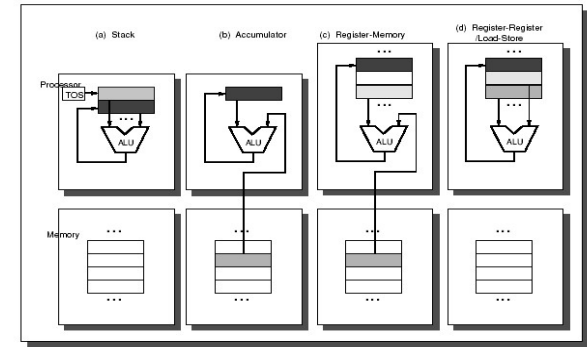 (a) Stack
(b) Accumulator
(c) Register-Memory
(d) Register-Register
/Load-Store
Processor
TOS
...
...
...
...
...
ALU
ALU
ALU
ALU
Memory
...
...
...
...
...
...
...
...